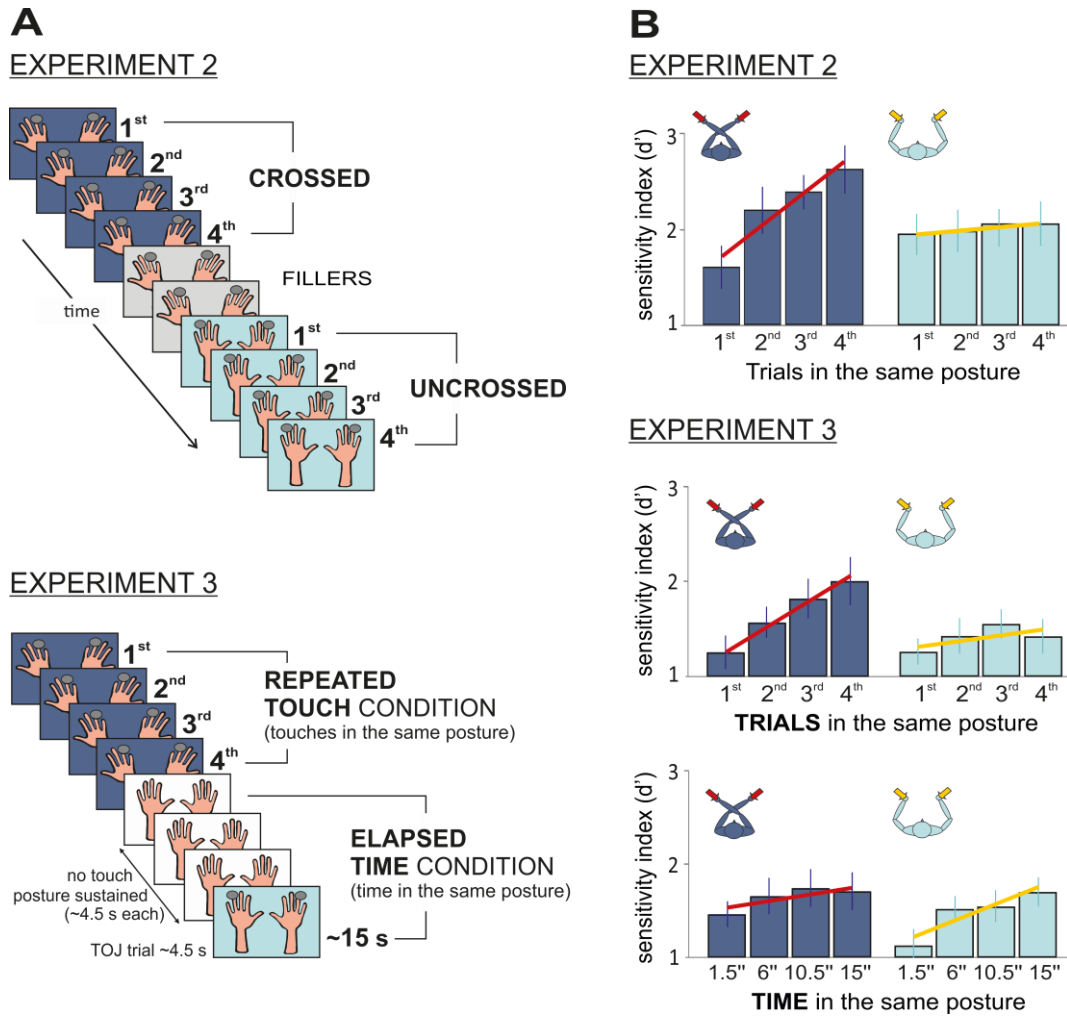 A
EXPERIMENT 2
1st
2nd
3rd
4th
CROSSED
FILLERS
time
1st
2nd
3rd
4th
UNCROSSED
EXPERIMENT 3
1st
2nd
3rd
4th
REPEATED
TOUCH CONDITION
(touches in the same posture)
ELAPSED
TIME CONDITION
(time in the same posture)
no touch
posture sustained
(~4.5 s each)
TOJ trial ~4.5 s
~15 s
B
EXPERIMENT 2
sensitivity index (d')
3
2
1
1st 2nd 3rd 4th 1st 2nd 3rd 4th
Trials in the same posture
EXPERIMENT 3
sensitivity index (d')
3
2
1
1st 2nd 3rd 4th 1st 2nd 3rd 4th
TRIALS in the same posture
sensitivity index (d')
3
2
1
1.5" 6" 10.5" 15" 1.5" 6" 10.5" 15"
TIME in the same posture